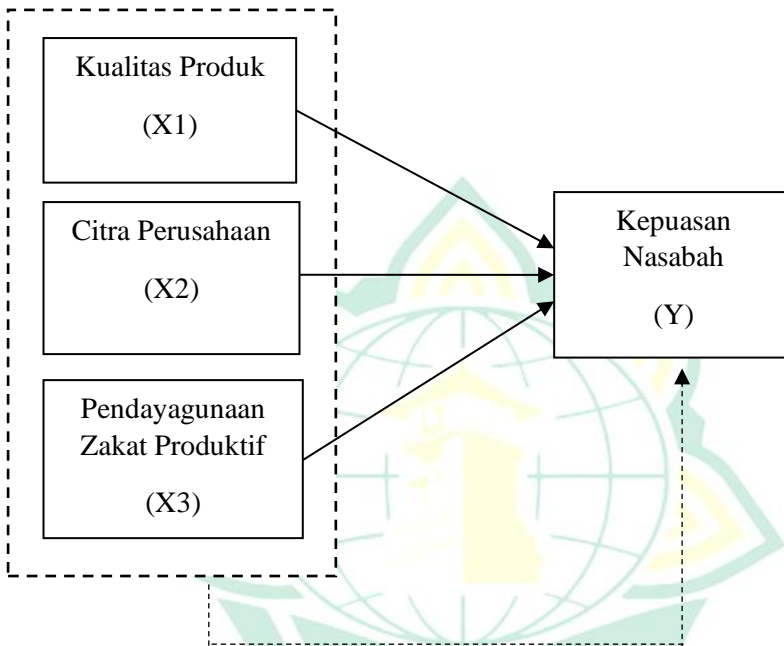 Kualitas Produk
(X1)
Citra Perusahaan
(X2)
Pendayagunaan
Zakat Produktif
(X3)
Kepuasan
Nasabah
(Y)